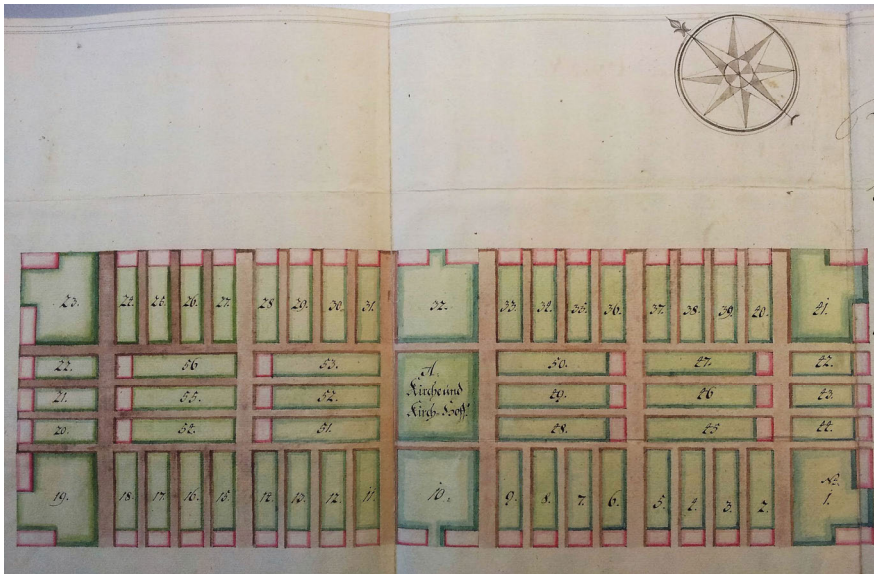 23. 24. 25. 26. 27. 28. 29. 30. 31. 32. 33. 34. 35. 36. 37. 38. 39. 40. 41.
22. 56 53. 50. 47. 42.
A.
Kirche und
Kirch-Hoff.
21. 55. 52. 49. 46 43.
20. 54. 51. 48. 45 44.
19. 18. 17. 16. 15. 14. 13. 12. 11. 10. 9. 8. 7. 6. 5. 4. 3. 2. No.
1.